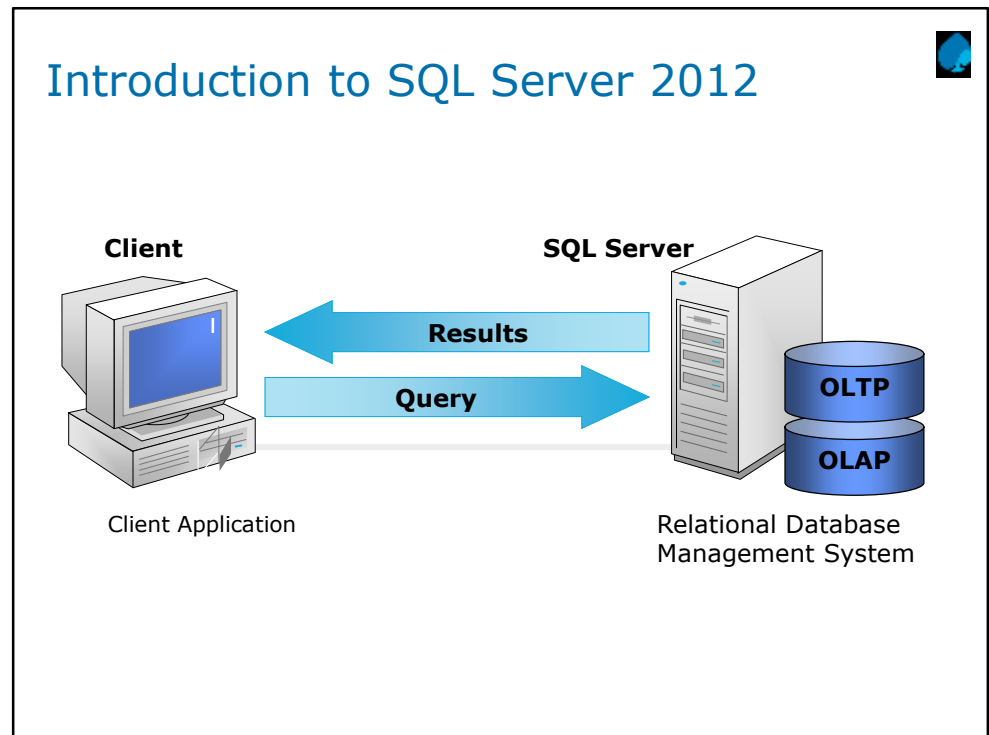 Introduction to SQL Server 2012
Client
SQL Server
Results
Query
OLTP
OLAP
Client Application
Relational Database
Management System